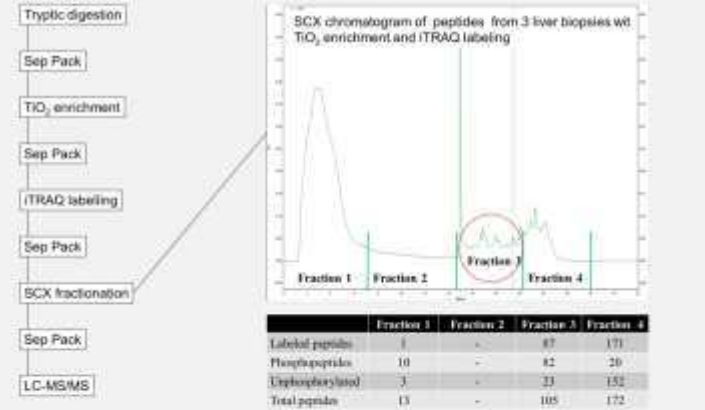 Tryptic digestion
Sep Pack
TiO2 enrichment
Sep Pack
iTRAQ labelling
Sep Pack
SCX fractionation
Sep Pack
LC-MS/MS
SCX chromatogram of peptides from 3 liver biopsies wit
TiO2 enrichment and iTRAQ labeling
Fraction 1 Fraction 2 Fraction 3 Fraction 4
Fraction 1 Fraction 2 Fraction 3 Fraction 4
Labeled peptides 1 - 87 171
Phosphopeptides 10 - 82 20
Unphosphorylated 3 - 23 152
Total peptides 13 - 105 172